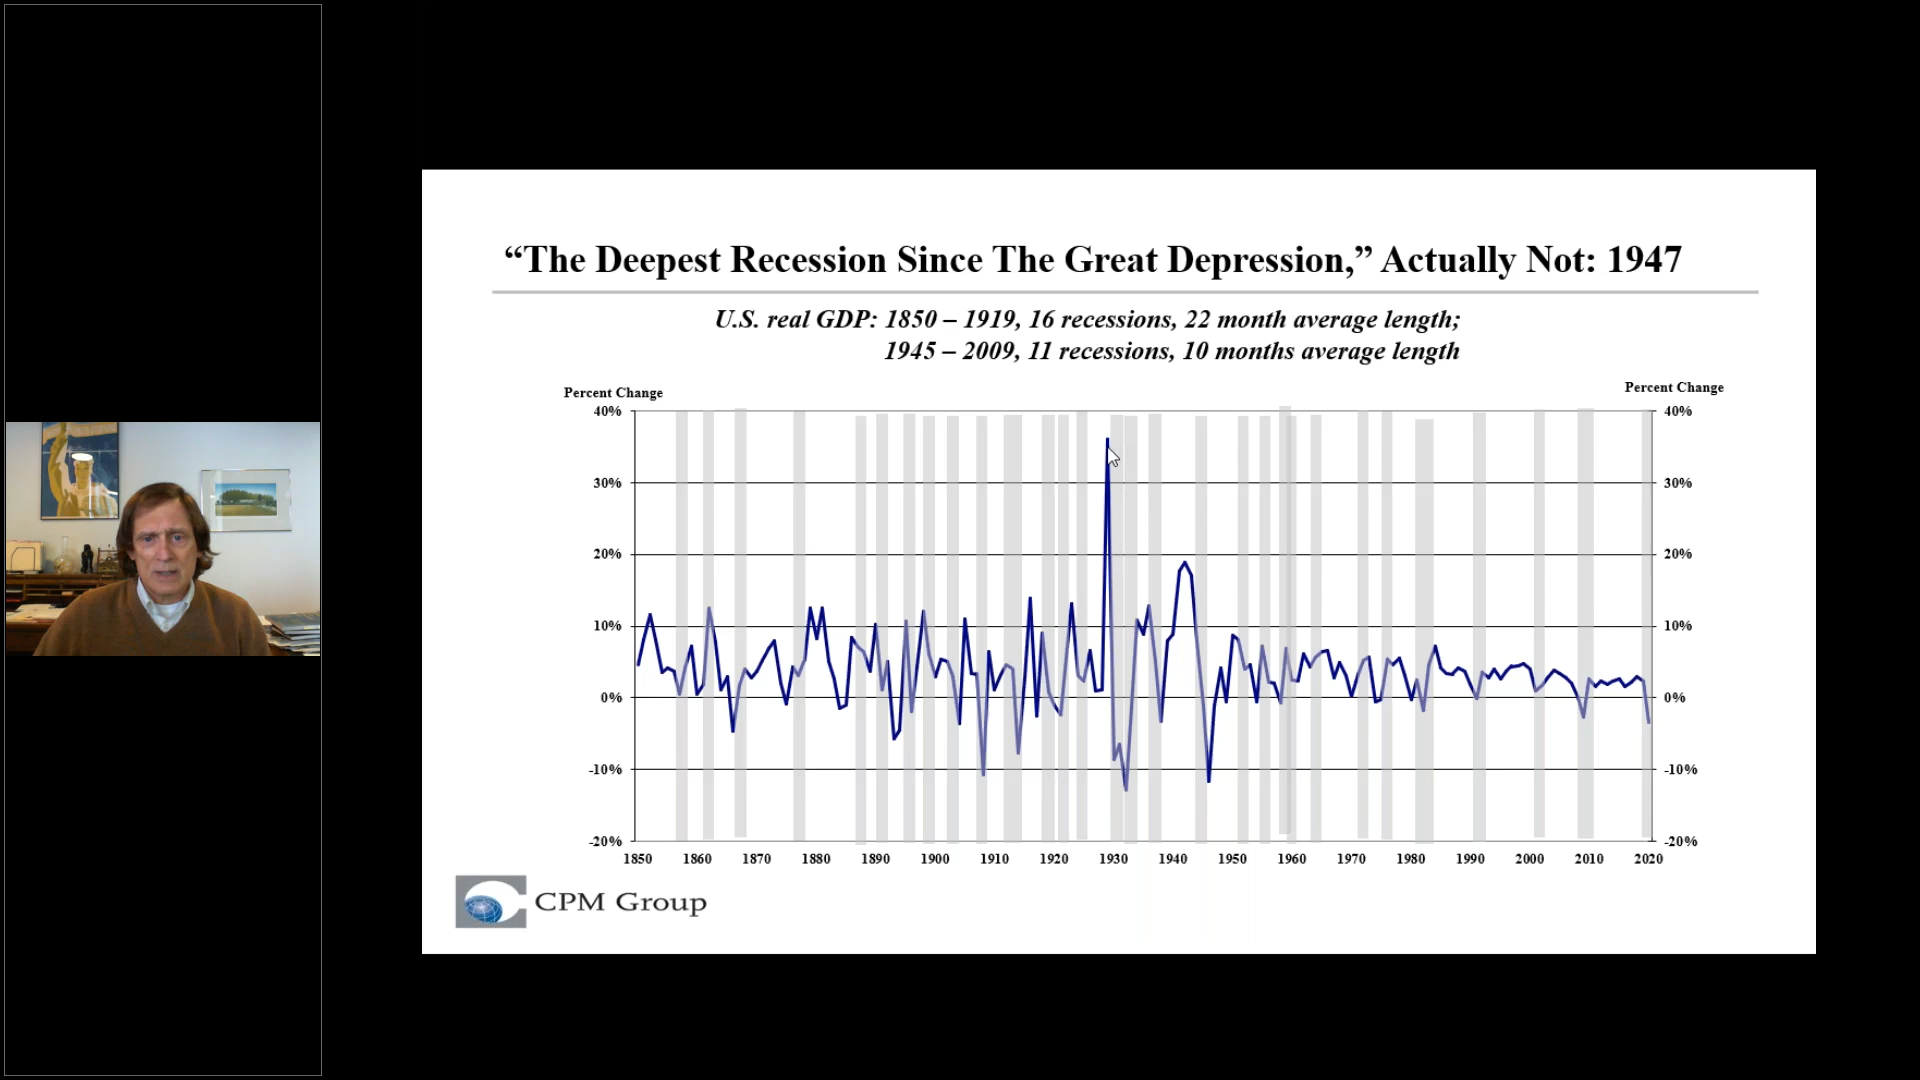 “The Deepest Recession Since The Great Depression,” Actually Not: 1947
U.S. real GDP: 1850 – 1919, 16 recessions, 22 month average length;
1945 – 2009, 11 recessions, 10 months average length
Percent Change
Percent Change
40%
40%
30%
30%
20%
20%
10%
10%
0%
0%
-10%
-10%
-20%
-20%
1850 1860 1870 1880 1890 1900 1910 1920 1930 1940 1950 1960 1970 1980 1990 2000 2010 2020
CPM Group